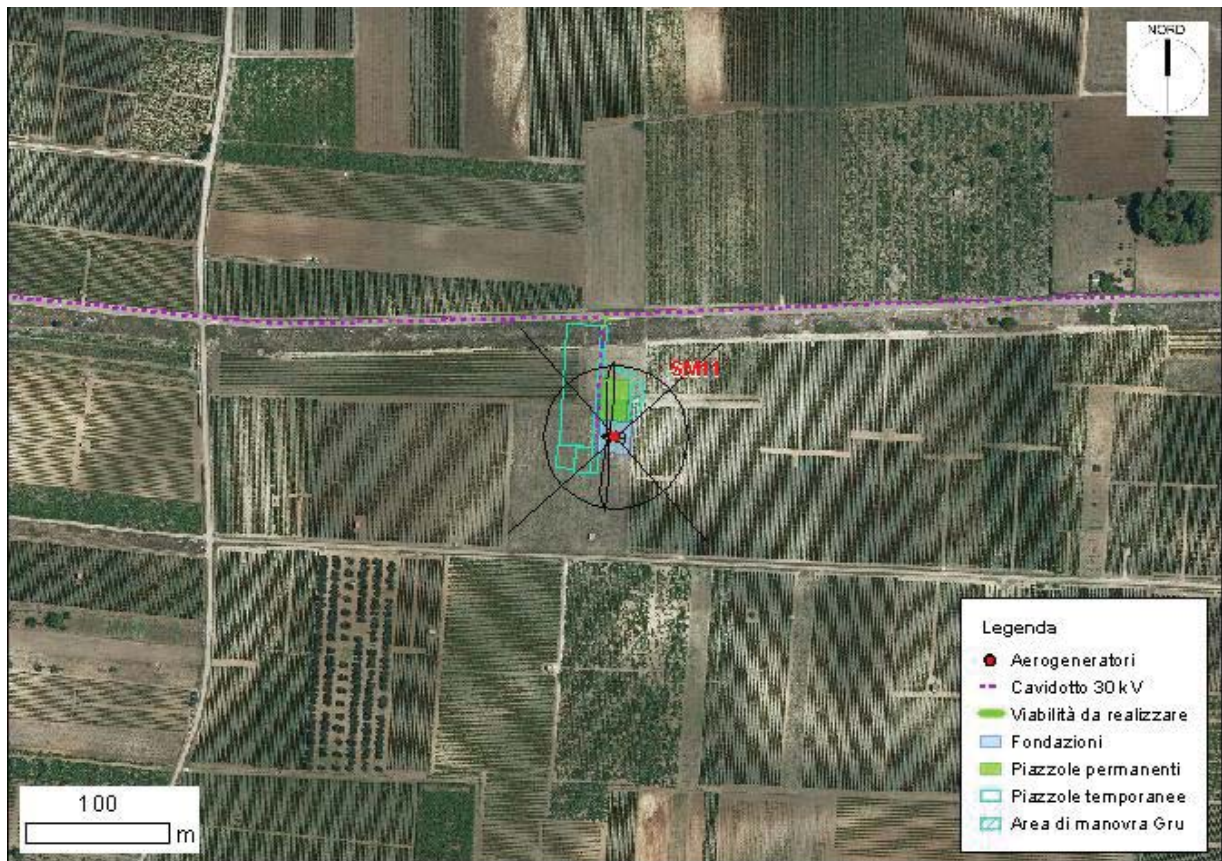 NORD
Legenda
Aerogeneratori
Cavidotto 30 kV
Viabilità da realizzare
Fondazioni
Piazzole permanenti
Piazzole temporanee
Area di manovra Gru
100
m